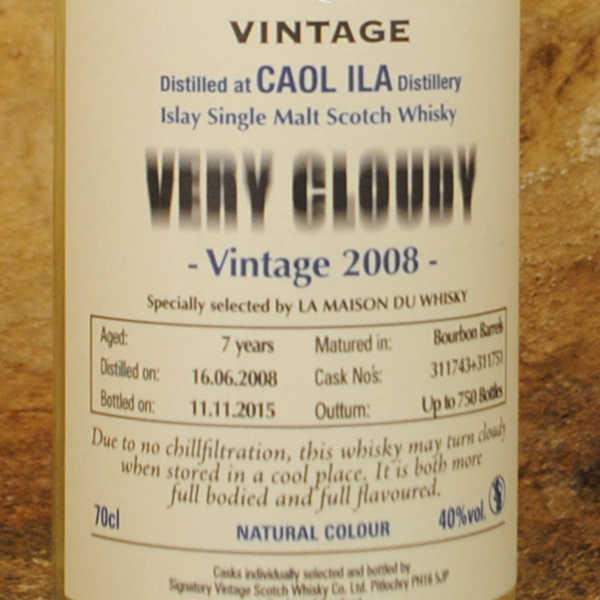 VINTAGE
Distilled at CAOL ILA Distillery
Islay Single Malt Scotch Whisky
VERY CLOUDY
- Vintage 2008 -
Specially selected by LA MAISON DU WHISKY
Aged: 7 years Matured in: Bourbon Barrels
Distilled on: 16.06.2008 Cask No's: 311743+311751
Bottled on: 11.11.2015 Outturn: Up to 750 Bottles
Due to no chillfiltration, this whisky may turn cloudy
when stored in a cool place. It is both more
full bodied and full flavoured.
70cl 40%vol.
NATURAL COLOUR
Casks individually selected and bottled by
Signatory Vintage Scotch Whisky Co. Ltd. Pitlochry PH16 5JP